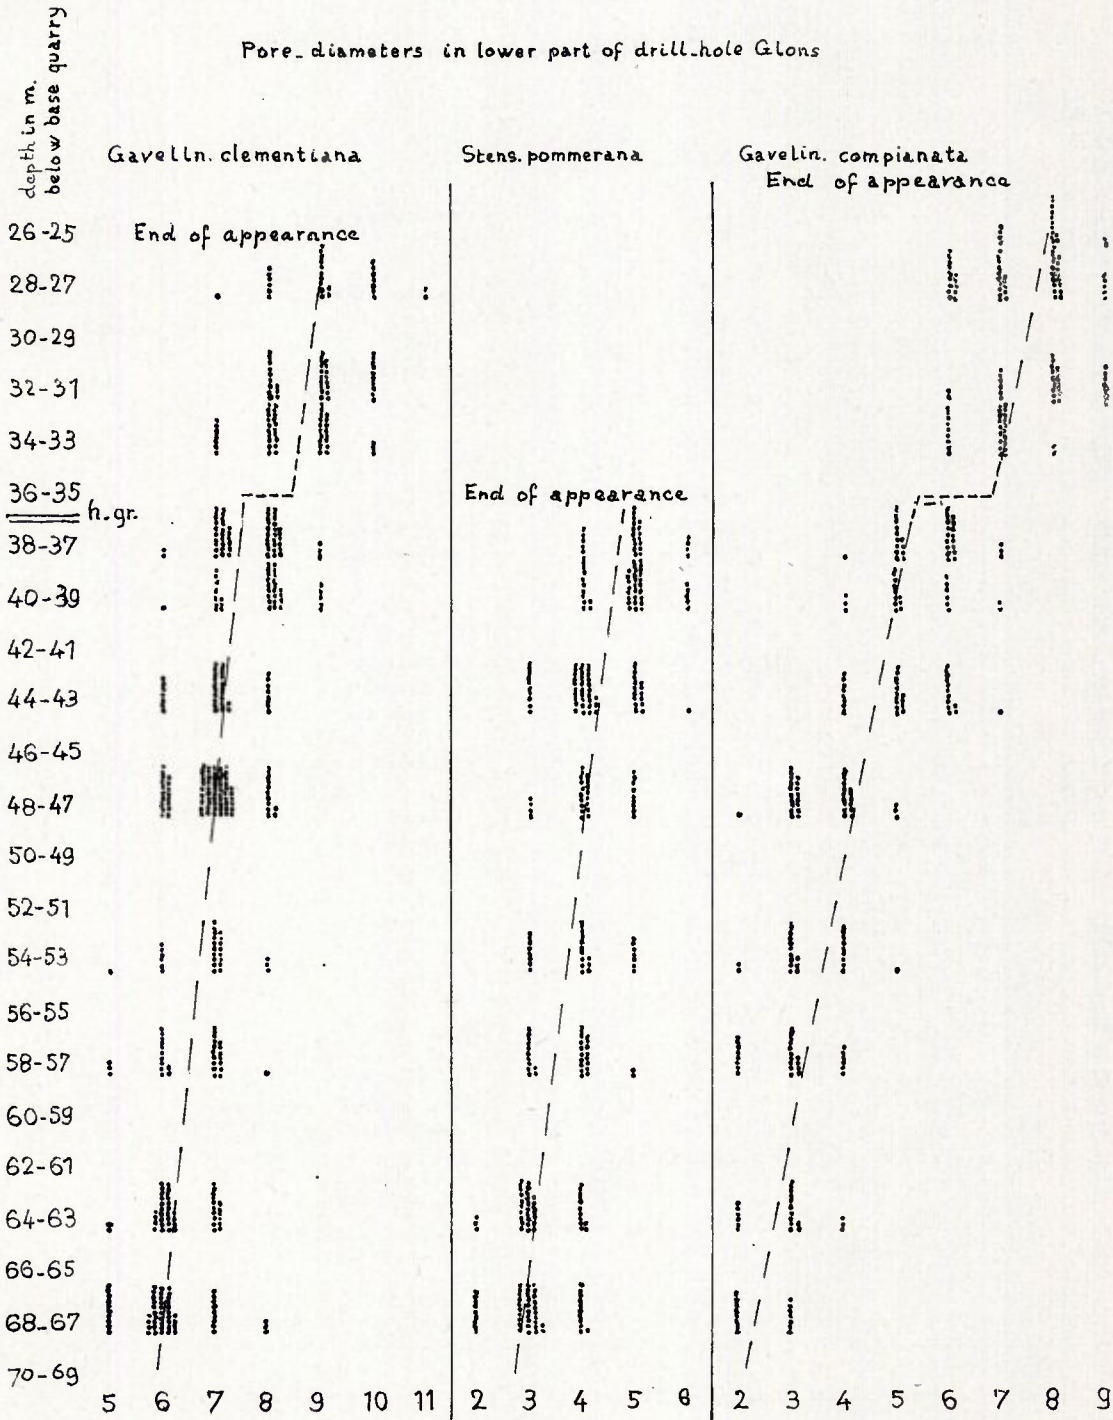 Pore_diameters in lower part of drill-hole Glons
depth in m.
below base quarry
Gavelln. clementiana
Stens. pommerana
Gavelin. compianata
End of appearance
26-25
End of appearance
28-27
30-29
32-31
34-33
36-35
End of appearance
h.gr.
38-37
40-39
42-41
44-43
46-45
48-47
50-49
52-51
54-53
56-55
58-57
60-59
62-61
64-63
66-65
68-67
70-69
5 6 7 8 9 10 11 2 3 4 5 6 2 3 4 5 6 7 8 9